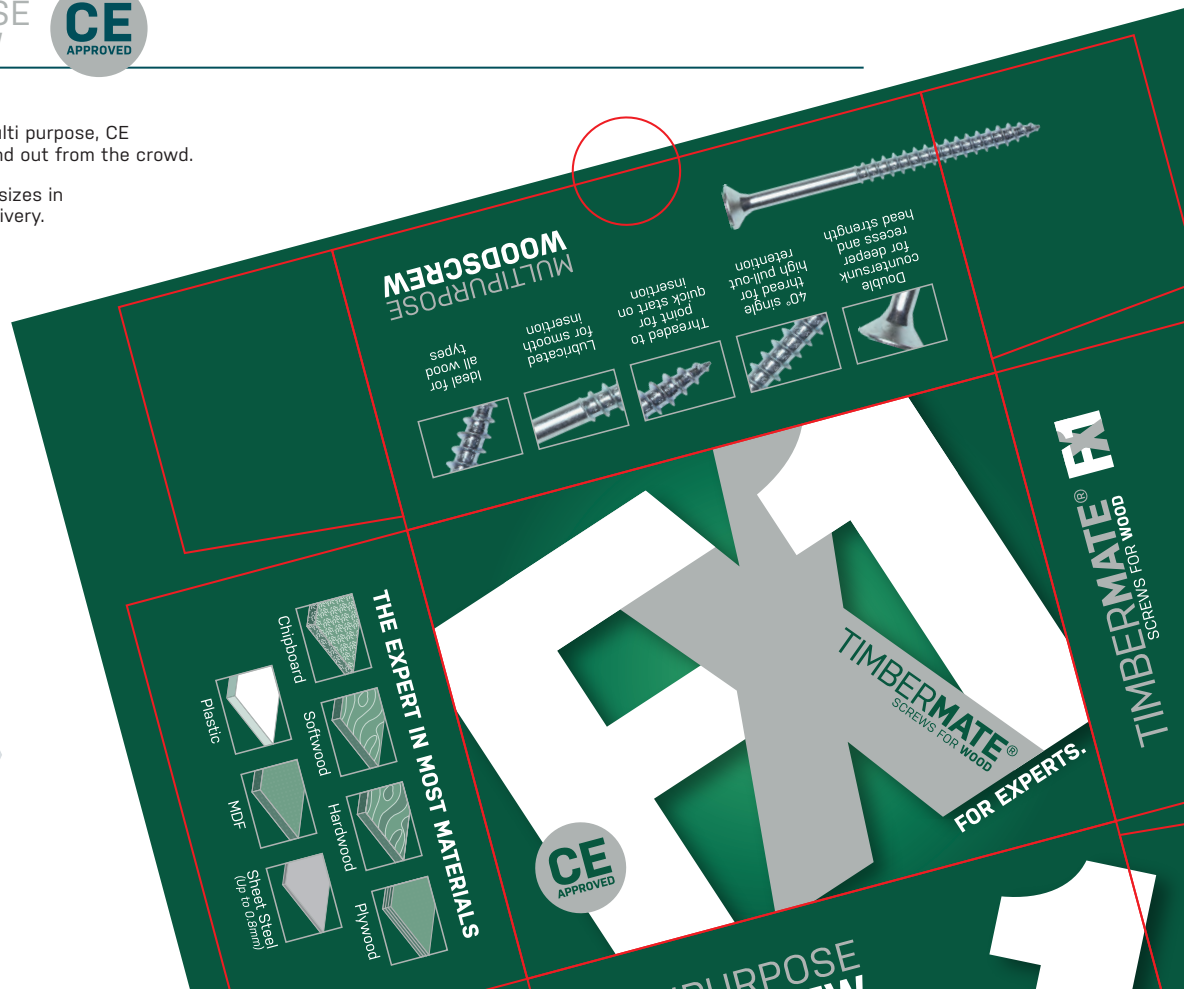 SE
CE
APPROVED
lti purpose, CE
nd out from the crowd.
sizes in
ivery.
MULTIPURPOSE
WOODSCREW
Ideal for
all wood
types
Lubricated
for smooth
insertion
Threaded to
point for
quick start on
insertion
40° single
thread for
high pull-out
retention
Double
countersunk
for deeper
recess and
head strength
THE EXPERT IN MOST MATERIALS
Chipboard
Softwood
Hardwood
Plywood
Plastic
MDF
Sheet Steel
(Up to 0.8mm)
FX1
TIMBERMATE®
SCREWS FOR WOOD
FOR EXPERTS.
CE
APPROVED
TIMBERMATE® FX1
SCREWS FOR WOOD
PURPOSE
EW
1